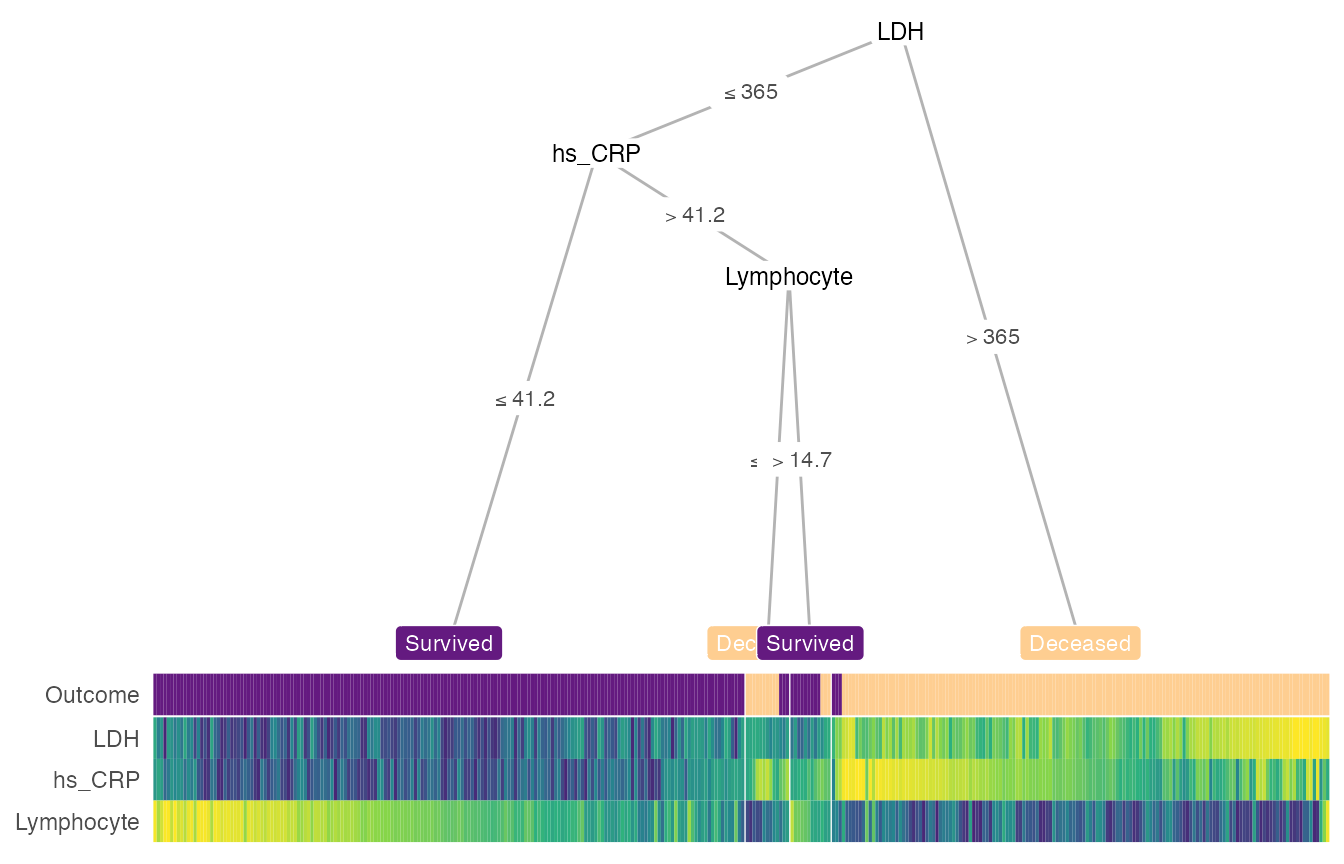 LDH
≤ 365
hs_CRP
> 41.2
Lymphocyte
> 365
≤ 41.2
≤ > 14.7
Survived
Survived
Deceased
Outcome
LDH
hs_CRP
Lymphocyte